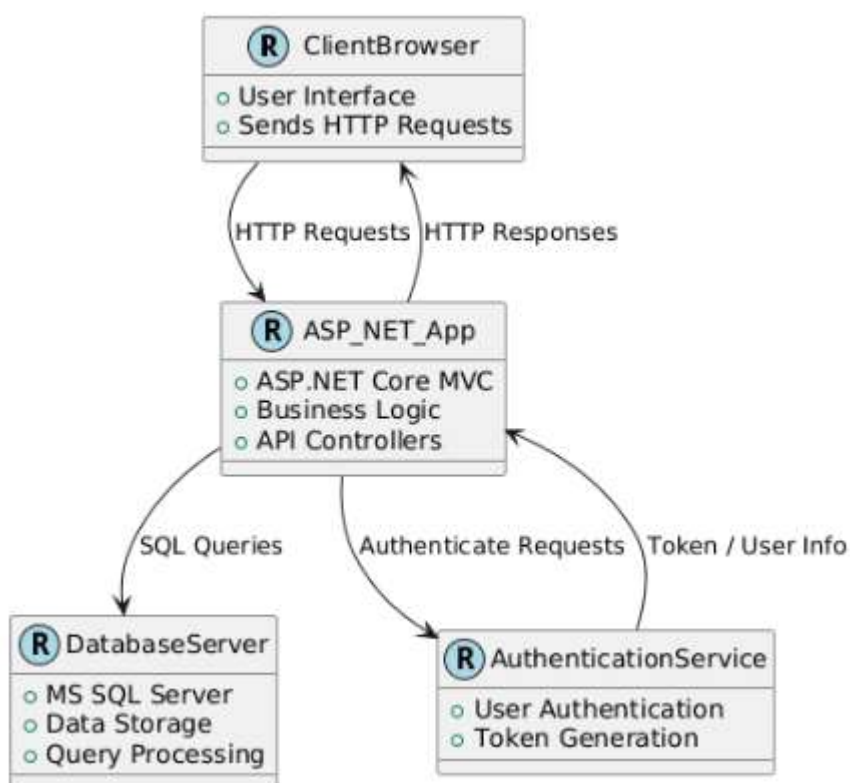 R ClientBrowser
User Interface
Sends HTTP Requests
HTTP Requests HTTP Responses
R ASP_NET_App
ASP.NET Core MVC
Business Logic
API Controllers
SQL Queries Authenticate Requests Token / User Info
R DatabaseServer
MS SQL Server
Data Storage
Query Processing
R AuthenticationService
User Authentication
Token Generation